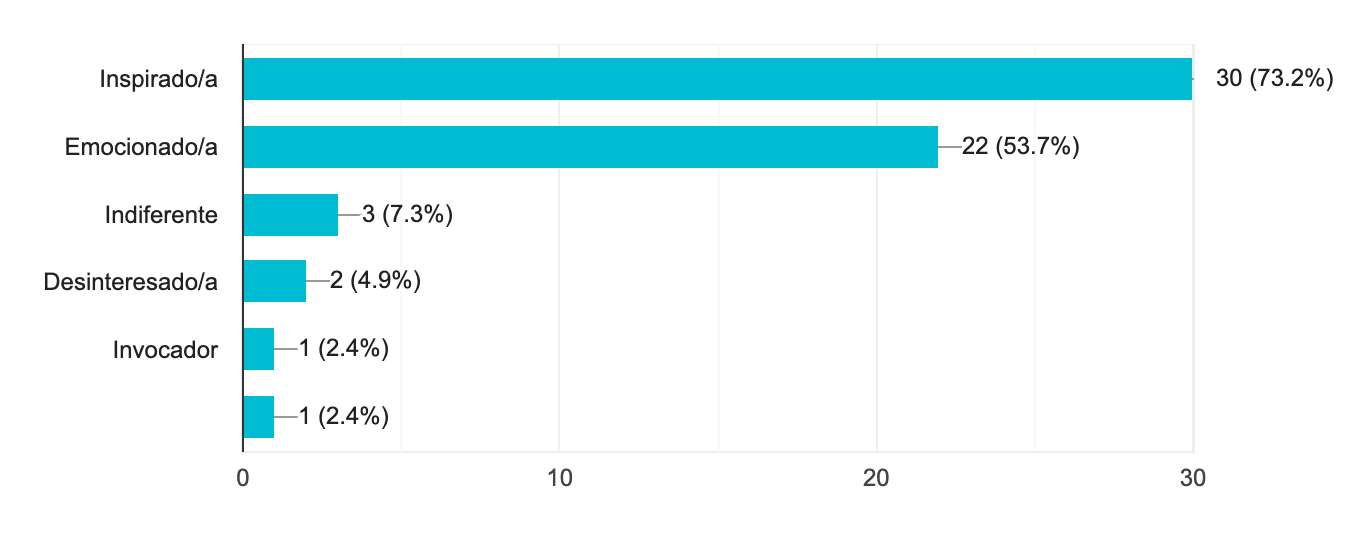 Inspirado/a 30 (73.2%)
Emocionado/a 22 (53.7%)
Indiferente 3 (7.3%)
Desinteresado/a 2 (4.9%)
Invocador 1 (2.4%)
1 (2.4%)
0 10 20 30